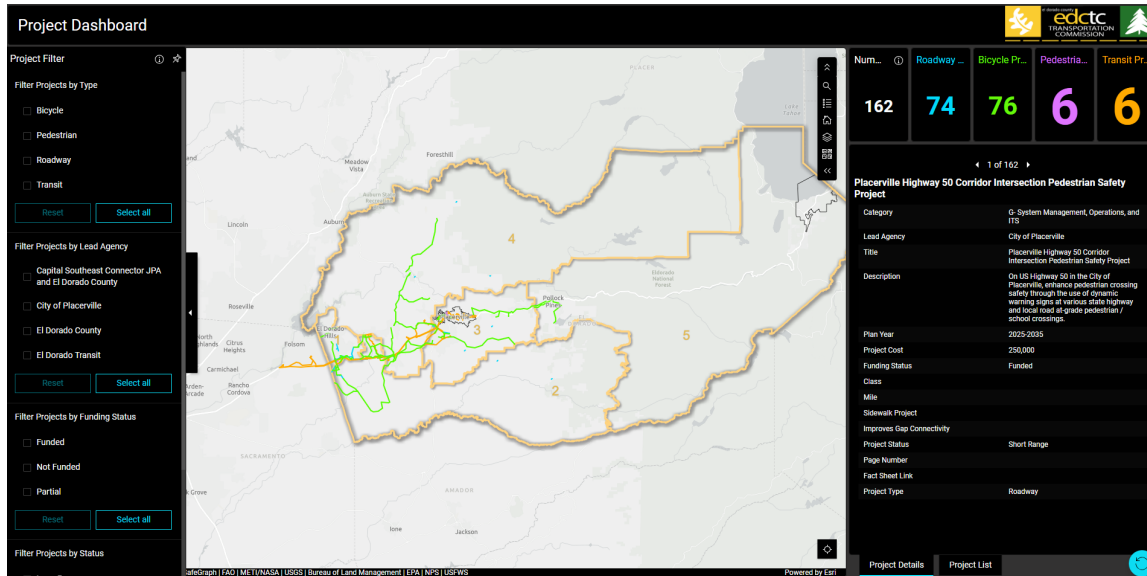 Project Dashboard
el dorado county
edctc
TRANSPORTATION
COMMISSION
Project Filter
Filter Projects by Type
Bicycle
Pedestrian
Roadway
Transit
Reset
Select all
Filter Projects by Lead Agency
Capital Southeast Connector JPA
and El Dorado County
City of Placerville
El Dorado County
El Dorado Transit
Reset
Select all
Filter Projects by Funding Status
Funded
Not Funded
Partial
Reset
Select all
Filter Projects by Status
PLACER
Lake
Tahoe
Foresthill
Meadow
Vista
Auburn State
Recreation
Lincoln
Auburn
4
Eldorado
National
Forest
Roseville
Pollock
Pines
El Dorado
Hills
3
5
North
Highlands
Citrus
Heights
Folsom
Carmichael
Arden-
Arcade
Rancho
Cordova
2
SACRAMENTO
Grove
AMADOR
Ione
Jackson
SafeGraph | FAO | METI/NASA | USGS | Bureau of Land Management | EPA | NPS | USFWS
Powered by Esri
Num...
162
Roadway ...
74
Bicycle Pr...
76
Pedestria...
6
Transit Pr...
6
1 of 162
Placerville Highway 50 Corridor Intersection Pedestrian Safety
Project
Category
G- System Management, Operations, and
ITS
Lead Agency
City of Placerville
Title
Placerville Highway 50 Corridor
Intersection Pedestrian Safety Project
Description
On US Highway 50 in the City of
Placerville, enhance pedestrian crossing
safety through the use of dynamic
warning signs at various state highway
and local road at-grade pedestrian /
school crossings.
Plan Year
2025-2035
Project Cost
250,000
Funding Status
Funded
Class
Mile
Sidewalk Project
Improves Gap Connectivity
Project Status
Short Range
Page Number
Fact Sheet Link
Project Type
Roadway
Project Details
Project List